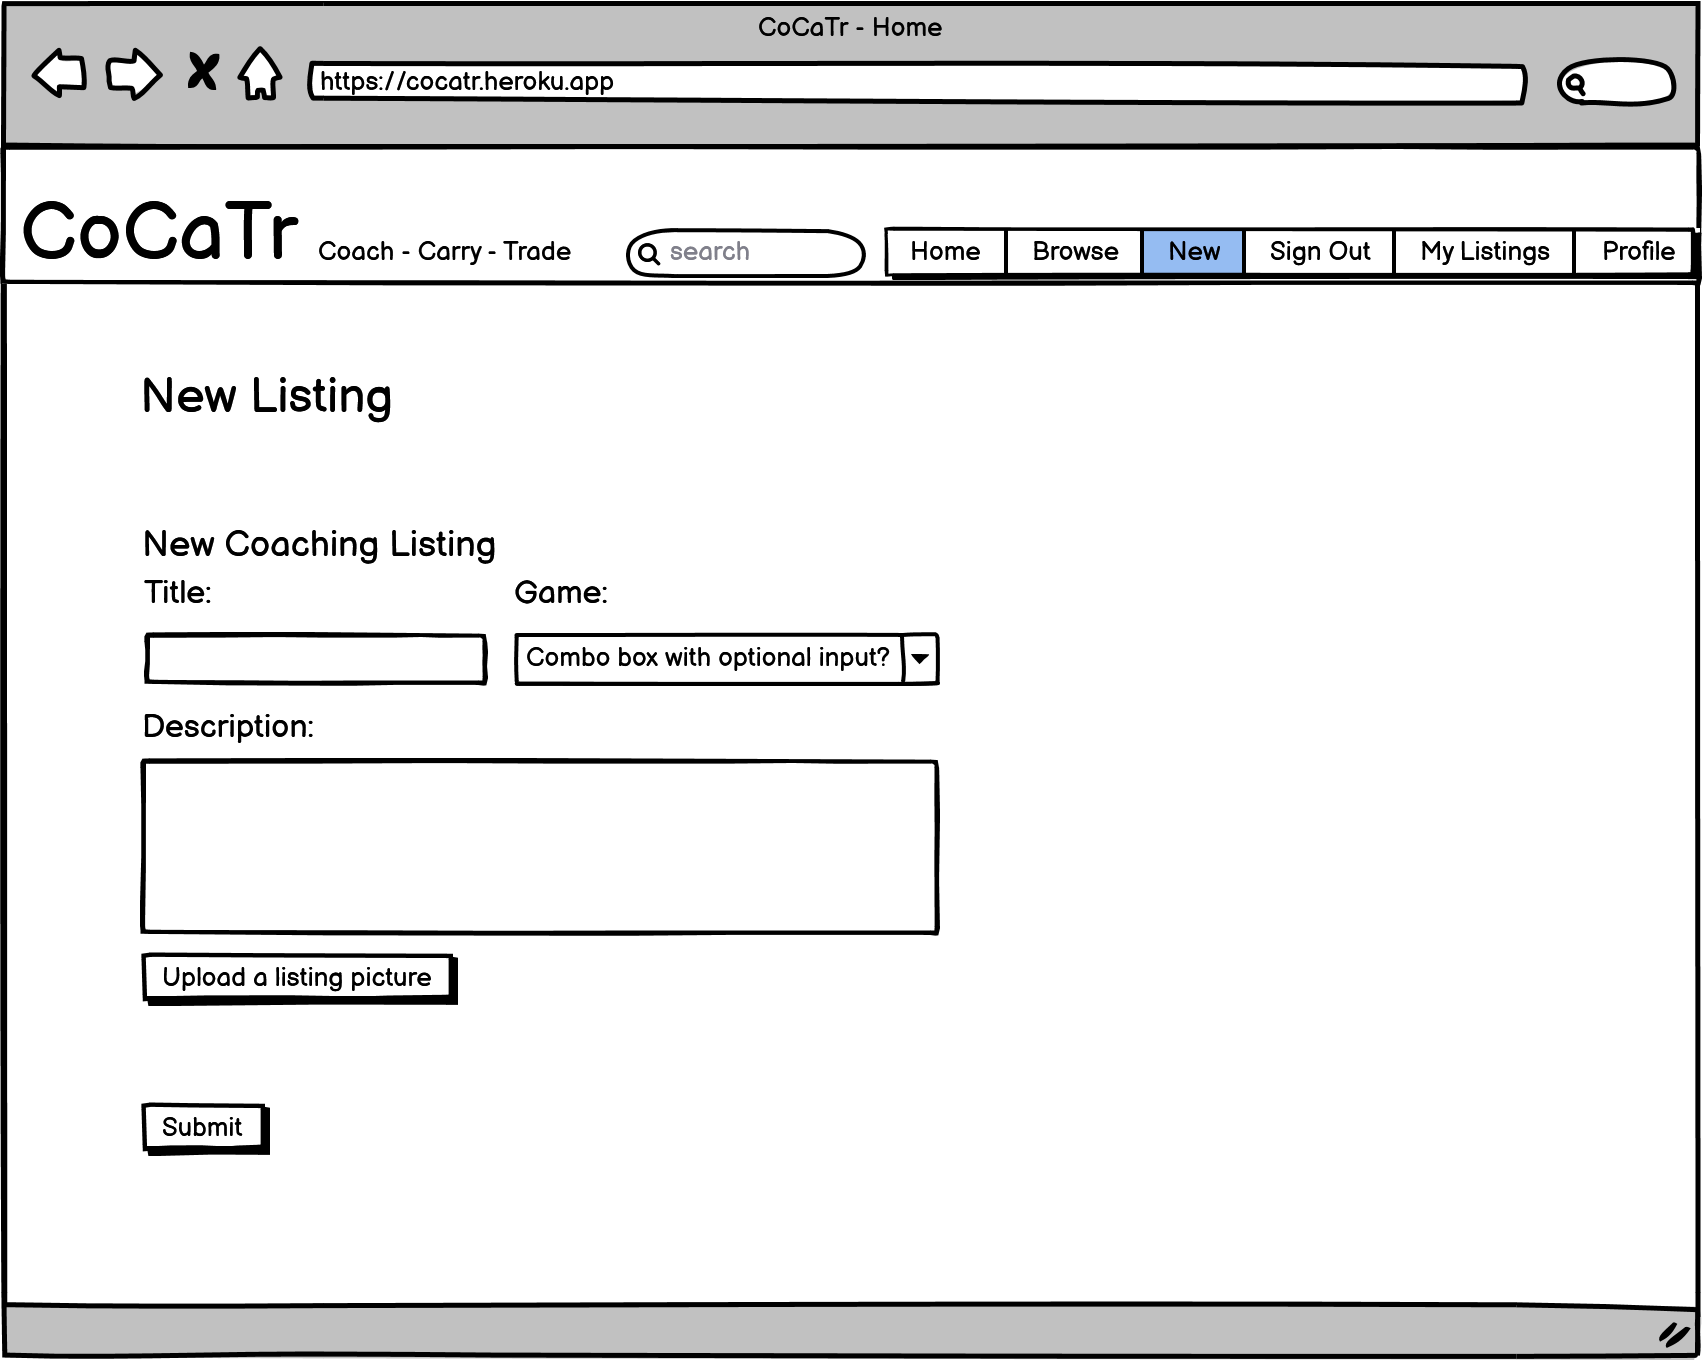 CoCaTr - Home
https://cocatr.heroku.app
CoCaTr Coach - Carry - Trade search Home Browse New Sign Out My Listings Profile
New Listing
New Coaching Listing
Title: Game:
Combo box with optional input?
Description:
Upload a listing picture
Submit